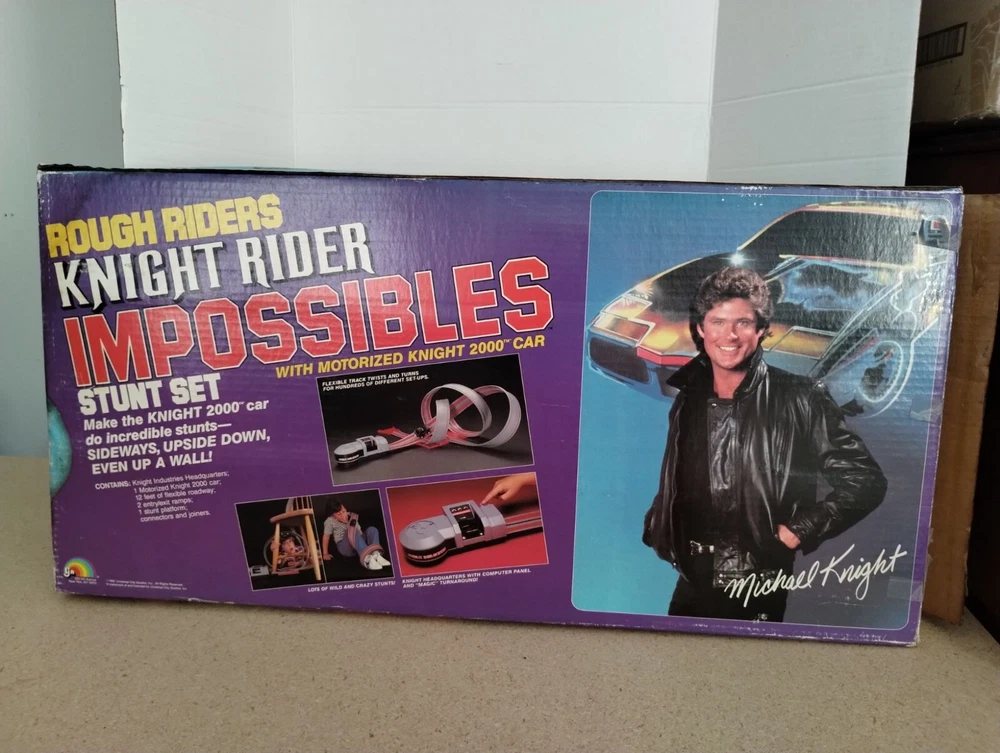 ROUGH RIDERS
KNIGHT RIDER
IMPOSSIBLES
STUNT SET
WITH MOTORIZED KNIGHT 2000™ CAR
Make the KNIGHT 2000™ car
do incredible stunts—
SIDEWAYS, UPSIDE DOWN,
EVEN UP A WALL!
CONTAINS: Knight Industries Headquarters;
1 Motorized Knight 2000 car;
12 feet of flexible roadway;
2 entry/exit ramps;
1 stunt platform;
connectors and joiners.
FLEXIBLE TRACK TWISTS AND TURNS
FOR HUNDREDS OF DIFFERENT SET-UPS.
LOTS OF WILD AND CRAZY STUNTS!
KNIGHT HEADQUARTERS WITH COMPUTER PANEL
AND "MAGIC" TURNAROUND!
Michael Knight